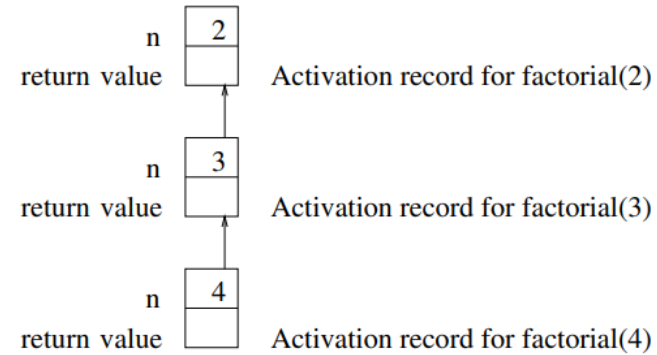 n 2
return value Activation record for factorial(2)
n 3
return value Activation record for factorial(3)
n 4
return value Activation record for factorial(4)